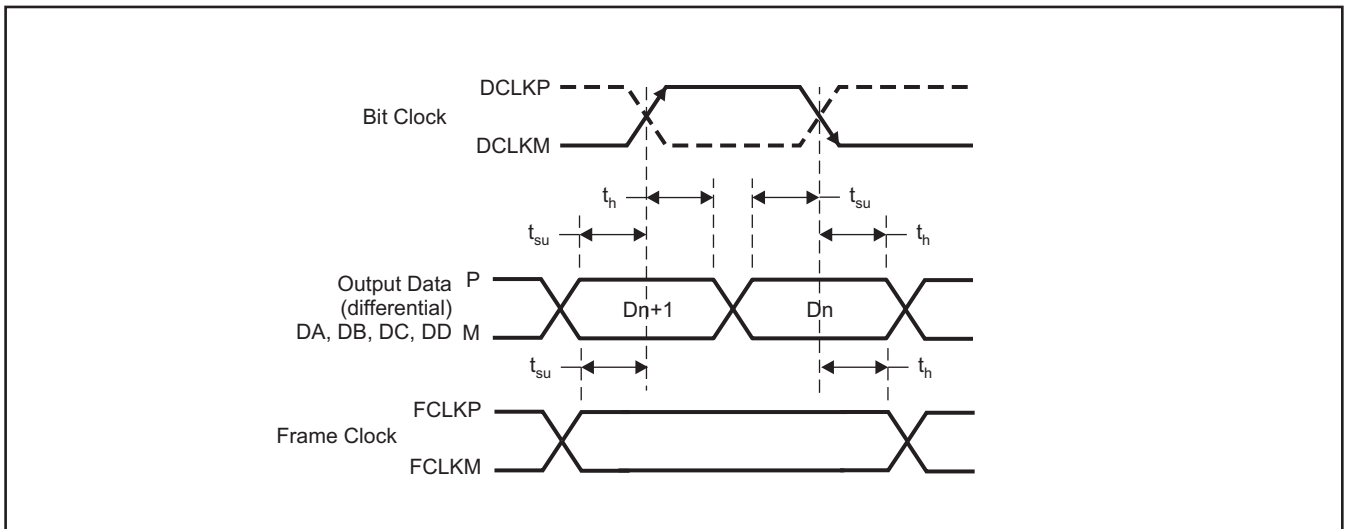 DCLKP
Bit Clock
DCLKM
t_h
t_su
t_su
t_h
Output Data P
(differential)
DA, DB, DC, DD M
Dn+1
Dn
t_su
t_h
FCLKP
Frame Clock
FCLKM